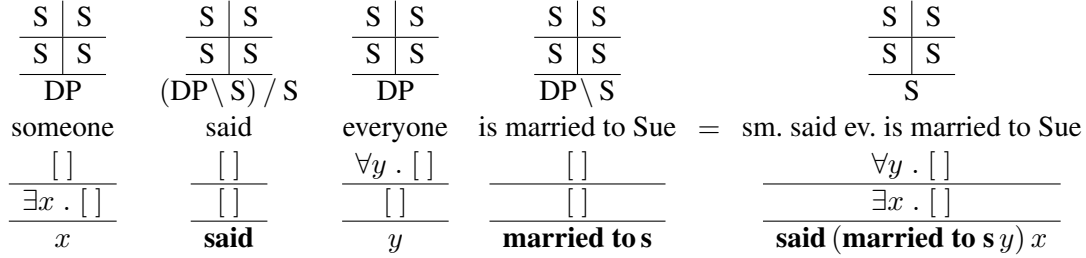 S | S S | S S | S S | S S | S
S | S S | S S | S S | S S | S
DP (DP\ S) / S DP DP\ S S
someone said everyone is married to Sue = sm. said ev. is married to Sue
[ ] [ ] ∀y . [ ] [ ] ∀y . [ ]
∃x . [ ] [ ] [ ] [ ] ∃x . [ ]
x said y married to s said (married to s y) x